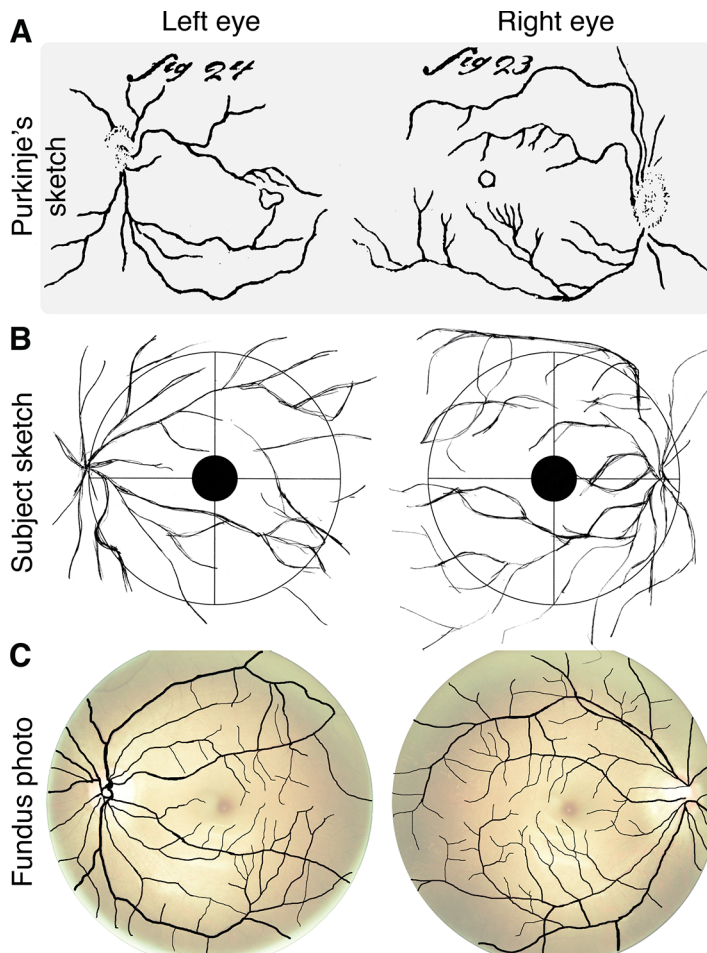 Left eye
Right eye
A
Purkinje's
sketch
fig 24
fig 23
B
Subject sketch
C
Fundus photo